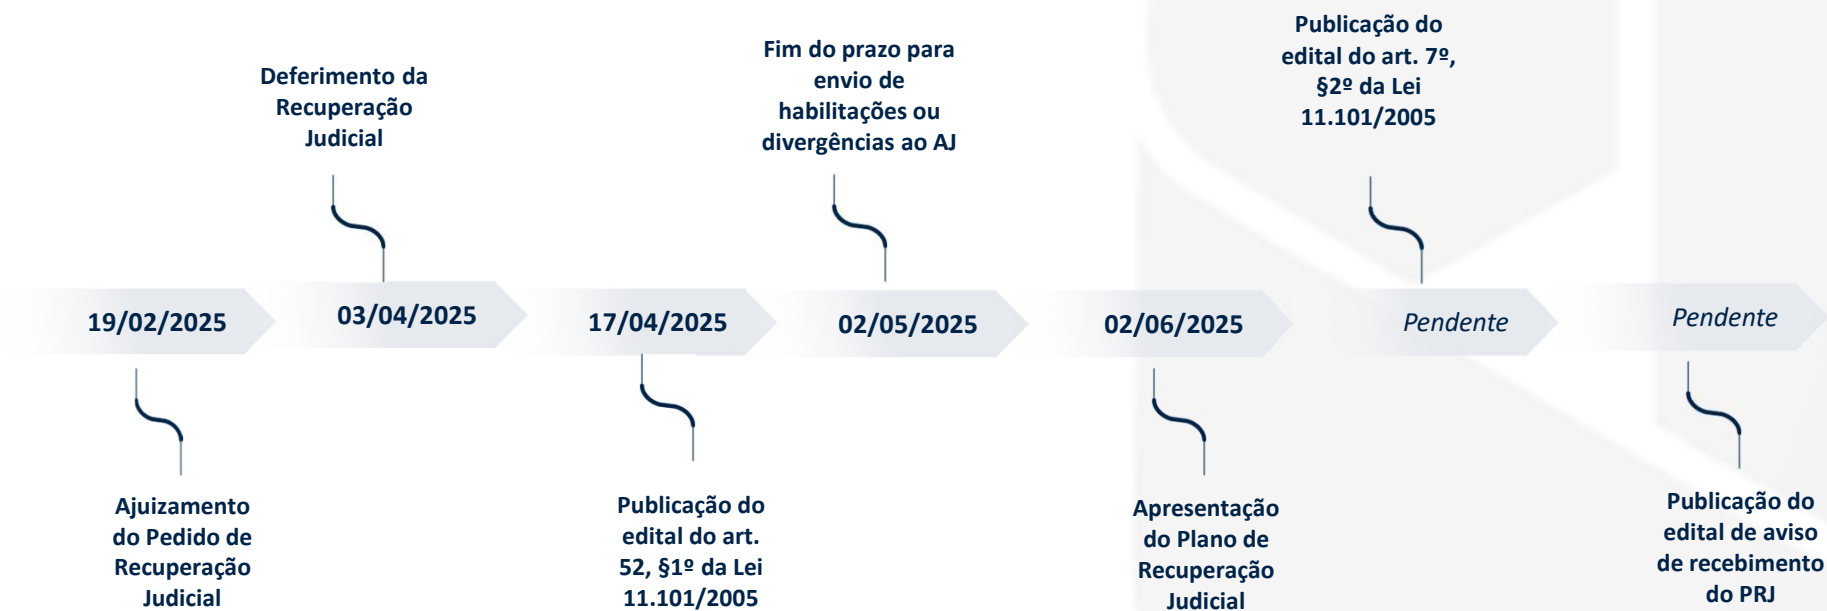 Deferimento da
Recuperação
Judicial
Fim do prazo para
envio de
habilitações ou
divergências ao AJ
Publicação do
edital do art. 7º,
§2º da Lei
11.101/2005
19/02/2025
03/04/2025
17/04/2025
02/05/2025
02/06/2025
Pendente
Pendente
Ajuizamento
do Pedido de
Recuperação
Judicial
Publicação do
edital do art.
52, §1º da Lei
11.101/2005
Apresentação
do Plano de
Recuperação
Judicial
Publicação do
edital de aviso
de recebimento
do PRJ